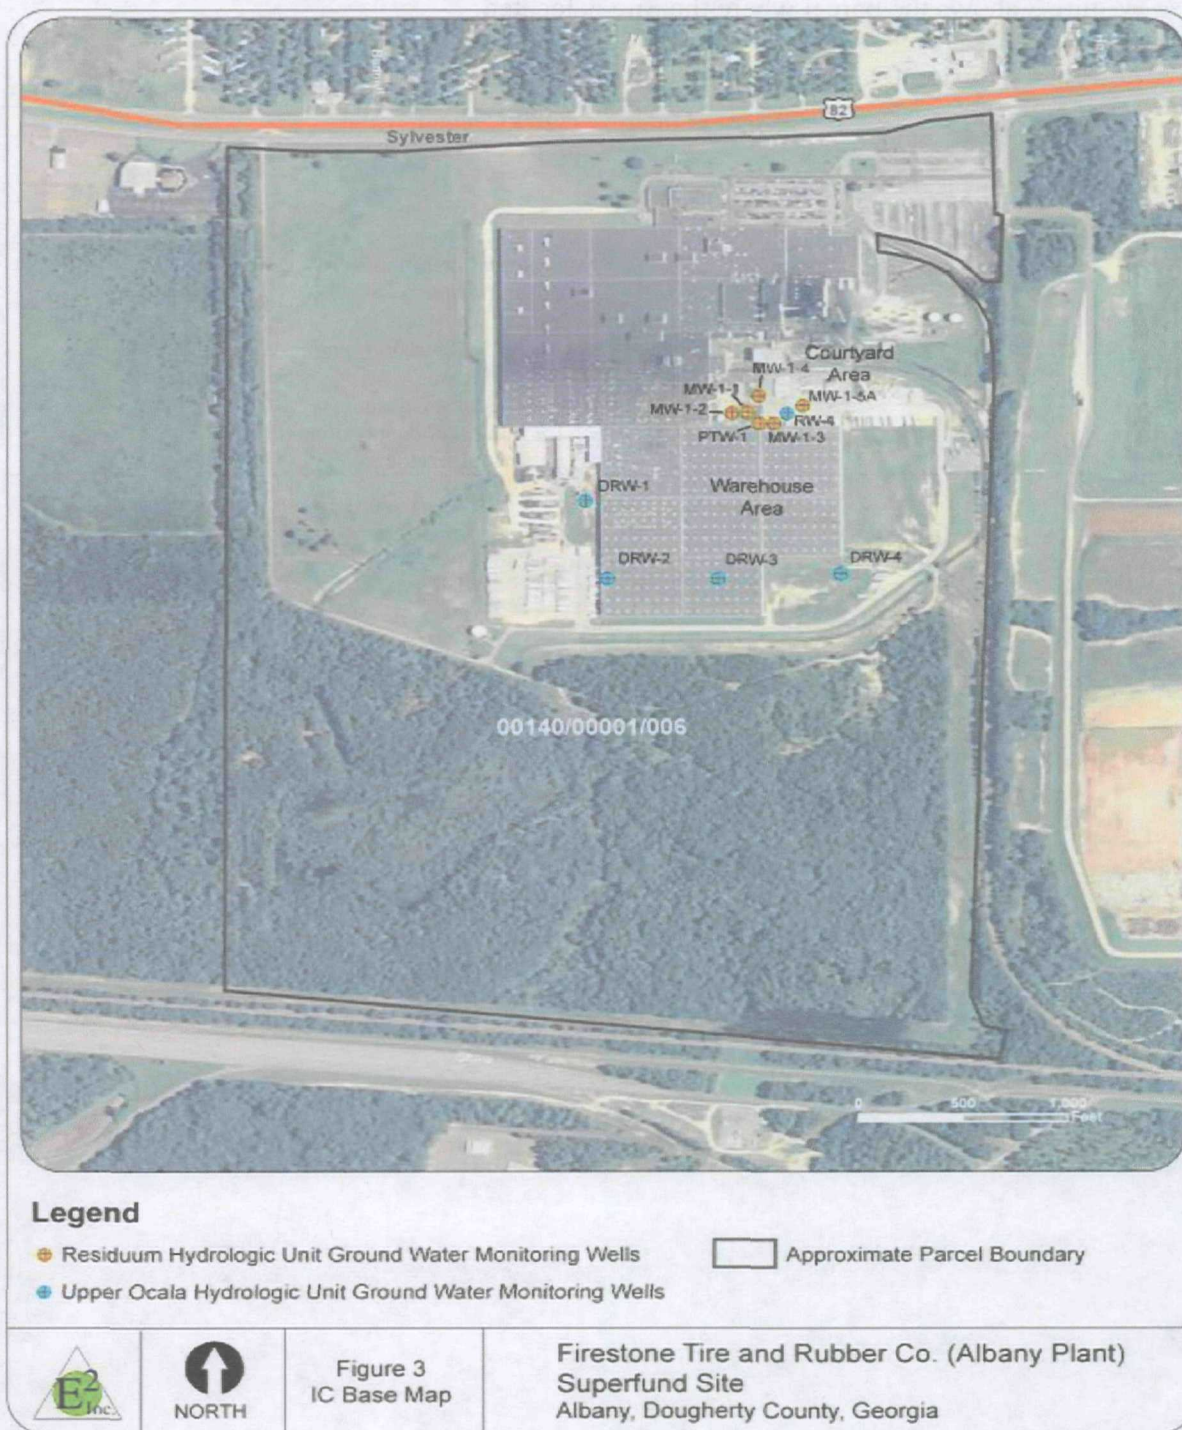 82
Sylvester
Courtyard
Area
MW-1-4
MW-1-1
MW-1-5A
MW-1-2
RW-4
PTW-1
MW-1-3
DRW-1
Warehouse
Area
DRW-2
DRW-3
DRW-4
00140/00001/006
0 500 1,000
Feet
Legend
Residuum Hydrologic Unit Ground Water Monitoring Wells
Approximate Parcel Boundary
Upper Ocala Hydrologic Unit Ground Water Monitoring Wells
E2
Inc.
NORTH
Figure 3
IC Base Map
Firestone Tire and Rubber Co. (Albany Plant)
Superfund Site
Albany, Dougherty County, Georgia